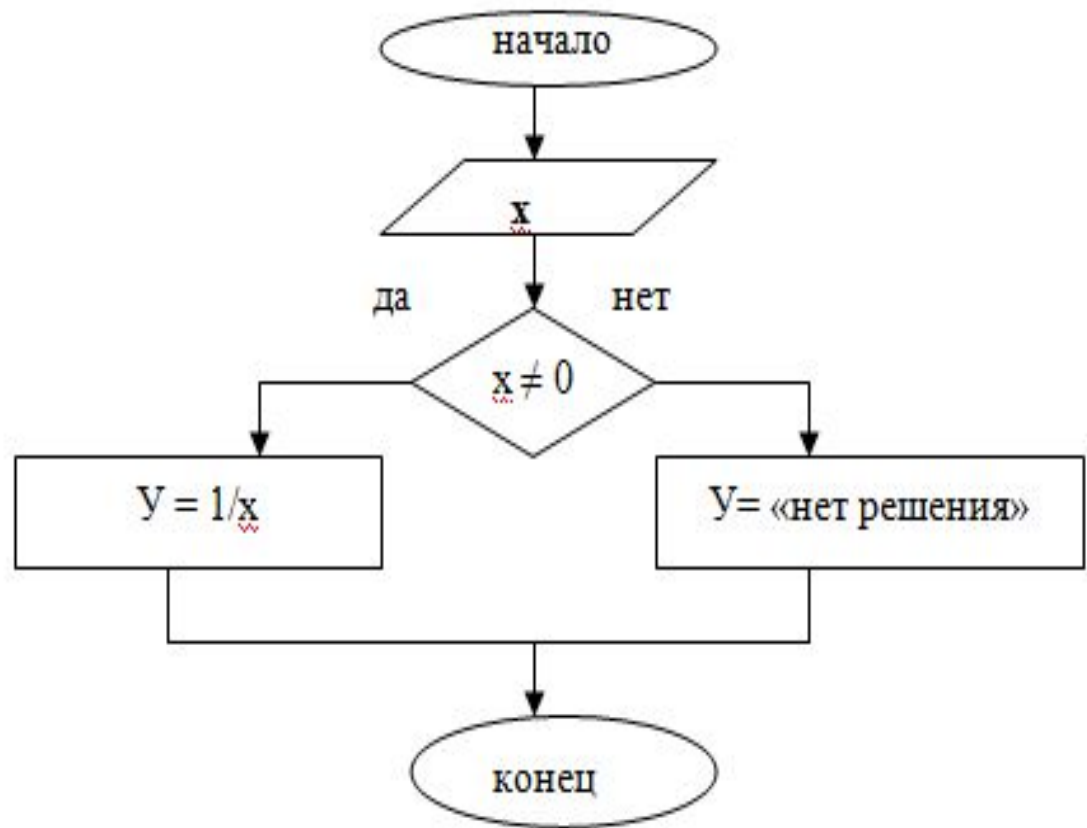 начало
x
да
нет
x ≠ 0
У = 1/x
У= «нет решения»
конец